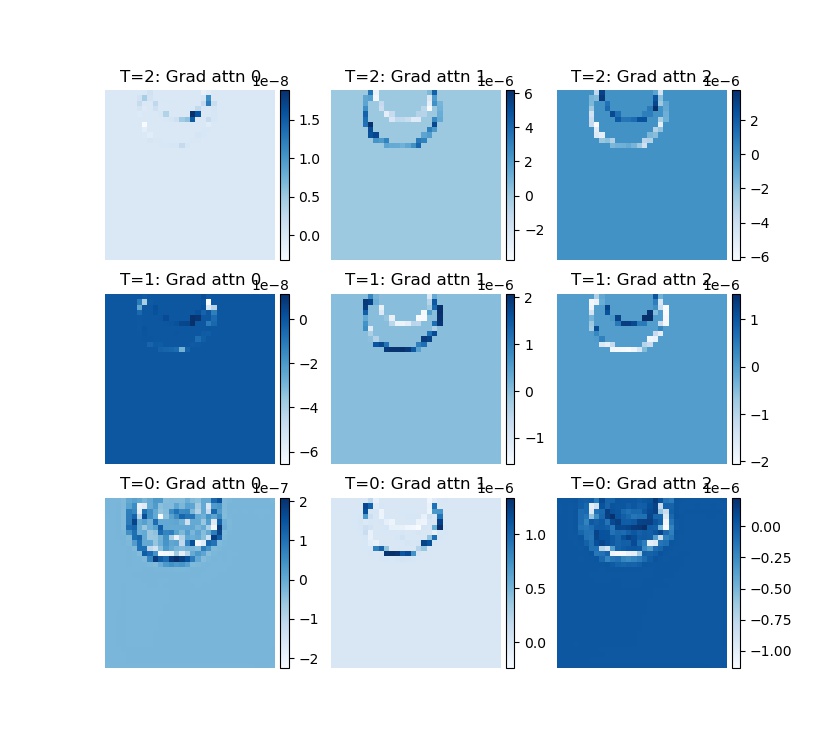 T=2: Grad attn 0
1e−8
T=2: Grad attn 1
1e−6
T=2: Grad attn 2
1e−6
1.5
1.0
0.5
0.0
6
4
2
0
−2
2
0
−2
−4
−6
T=1: Grad attn 0
1e−8
T=1: Grad attn 1
1e−6
T=1: Grad attn 2
1e−6
0
−2
−4
−6
2
1
0
−1
1
0
−1
−2
T=0: Grad attn 0
1e−7
T=0: Grad attn 1
1e−6
T=0: Grad attn 2
1e−6
2
1
0
−1
−2
1.0
0.5
0.0
0.00
−0.25
−0.50
−0.75
−1.00